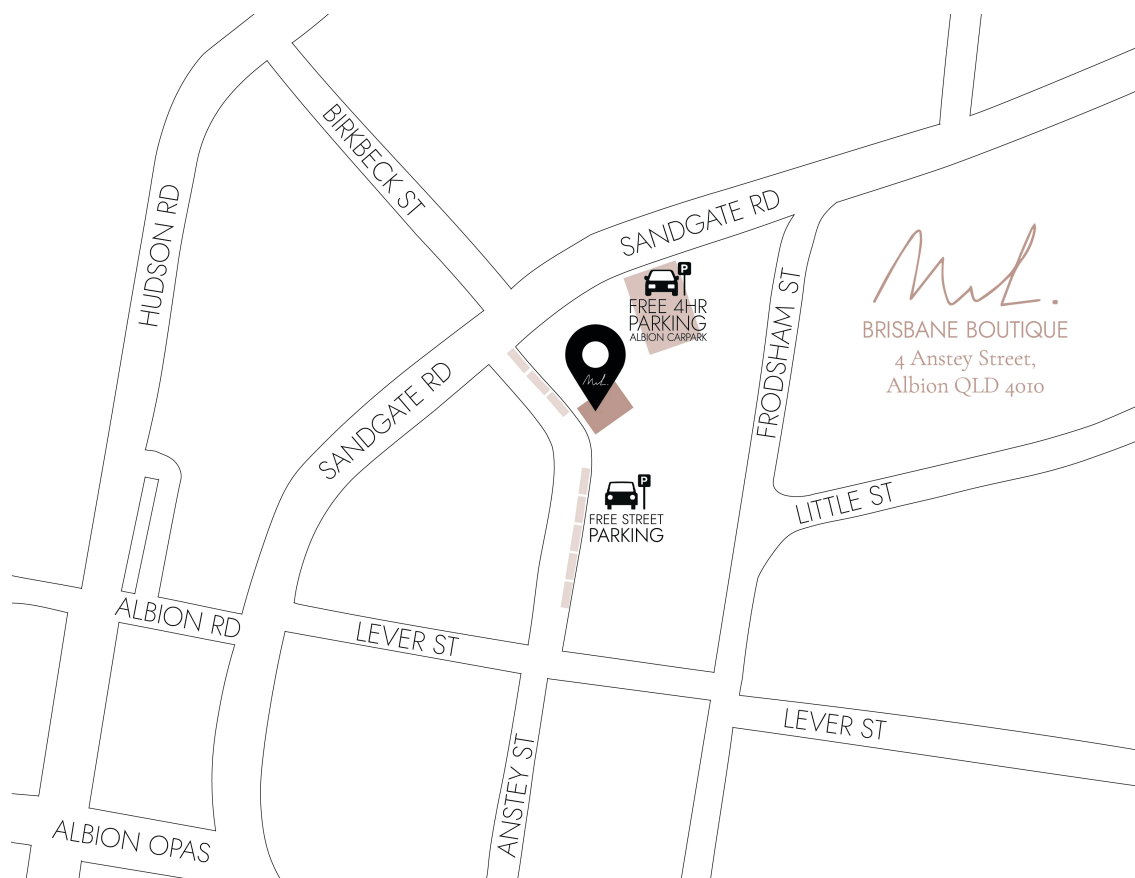 BIRKBECK ST
HUDSON RD
SANDGATE RD
P
FREE 4HR
PARKING
ALBION CARPARK
FRODSHAM ST
ML.
BRISBANE BOUTIQUE
4 Anstey Street,
Albion QLD 4010
ML.
SANDGATE RD
P
FREE STREET
PARKING
LITTLE ST
ALBION RD
LEVER ST
LEVER ST
ANSTEY ST
ALBION OPAS